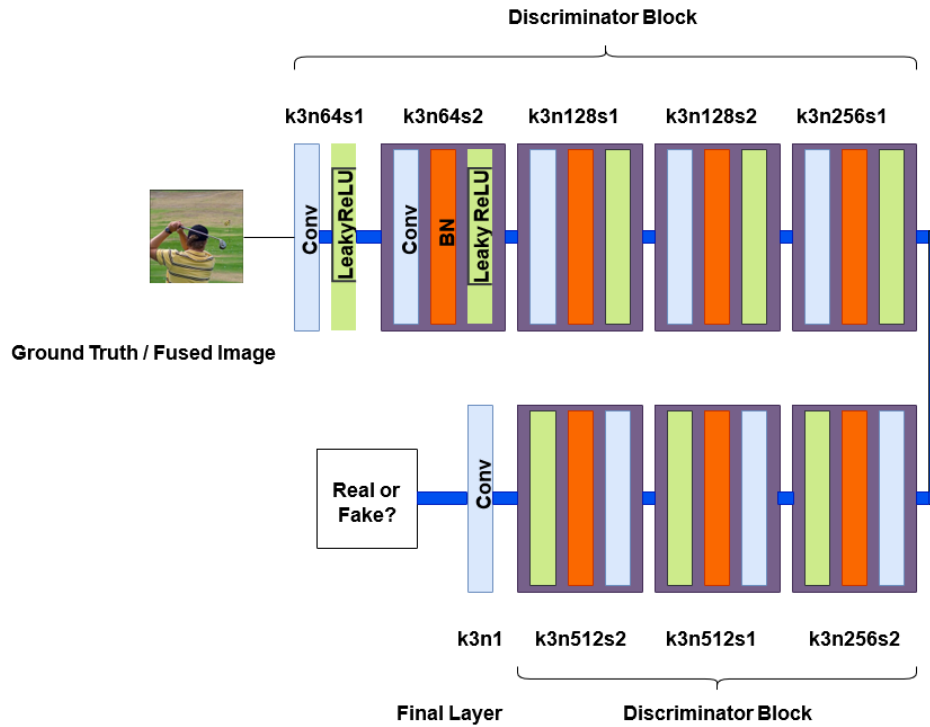 Discriminator Block
k3n64s1
k3n64s2
k3n128s1
k3n128s2
k3n256s1
Conv
LeakyReLU
Conv
BN
Leaky ReLU
Ground Truth / Fused Image
Real or
Fake?
Conv
k3n1
k3n512s2
k3n512s1
k3n256s2
Final Layer
Discriminator Block